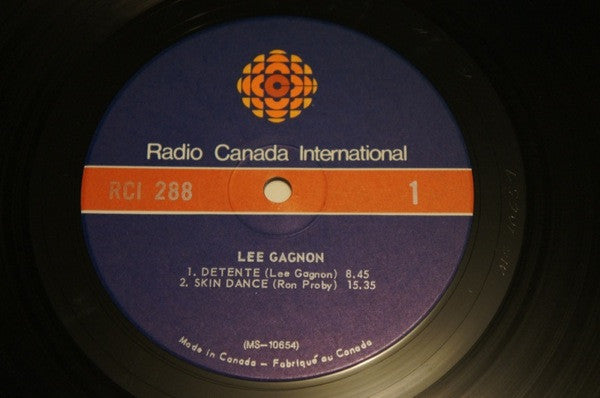 Radio Canada International
RCI 288 1
LEE GAGNON
1. DETENTE (Lee Gagnon) 8.45
2. SKIN DANCE (Ron Proby) 15.35
(MS-10654)
Made in Canada – Fabriqué au Canada